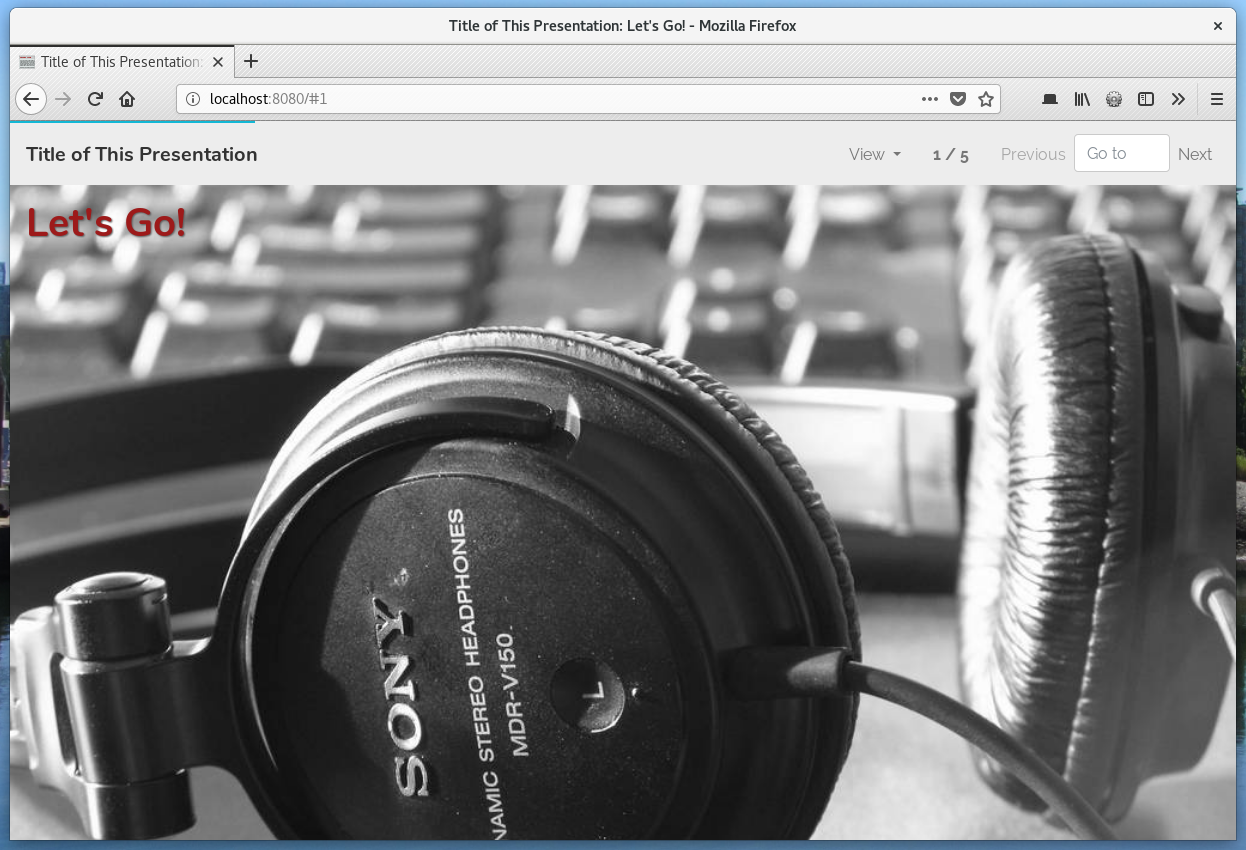 Title of This Presentation: Let's Go! - Mozilla Firefox
Title of This Presentation:
localhost:8080/#1
Title of This Presentation
View
1 / 5
Previous
Go to
Next
Let's Go!
SONY
NAMIC STEREO HEADPHONES
MDR-V150
L